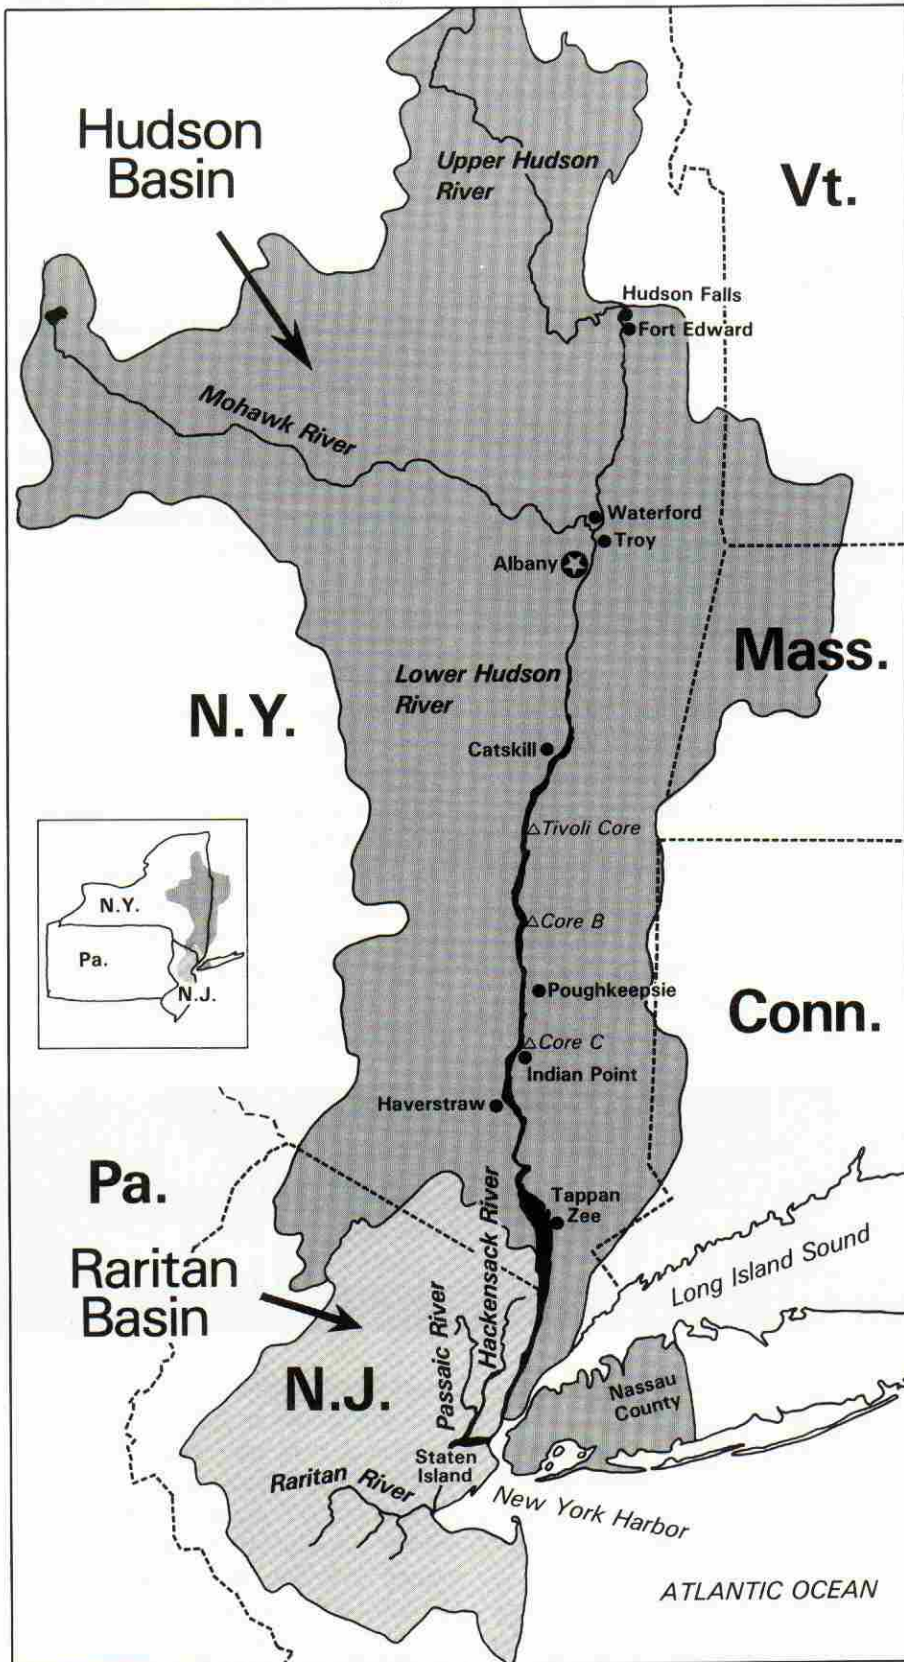 Hudson
Basin
Upper Hudson
River
Vt.
Hudson Falls
Fort Edward
Mohawk River
Waterford
Troy
Albany
Mass.
Lower Hudson
River
N.Y.
Catskill
Tivoli Core
N.Y.
Pa.
N.J.
Core B
Poughkeepsie
Conn.
Core C
Indian Point
Haverstraw
Pa.
Tappan
Zee
Hackensack River
Passaic River
Long Island Sound
Raritan
Basin
N.J.
Nassau
County
Staten
Island
Raritan River
New York Harbor
ATLANTIC OCEAN